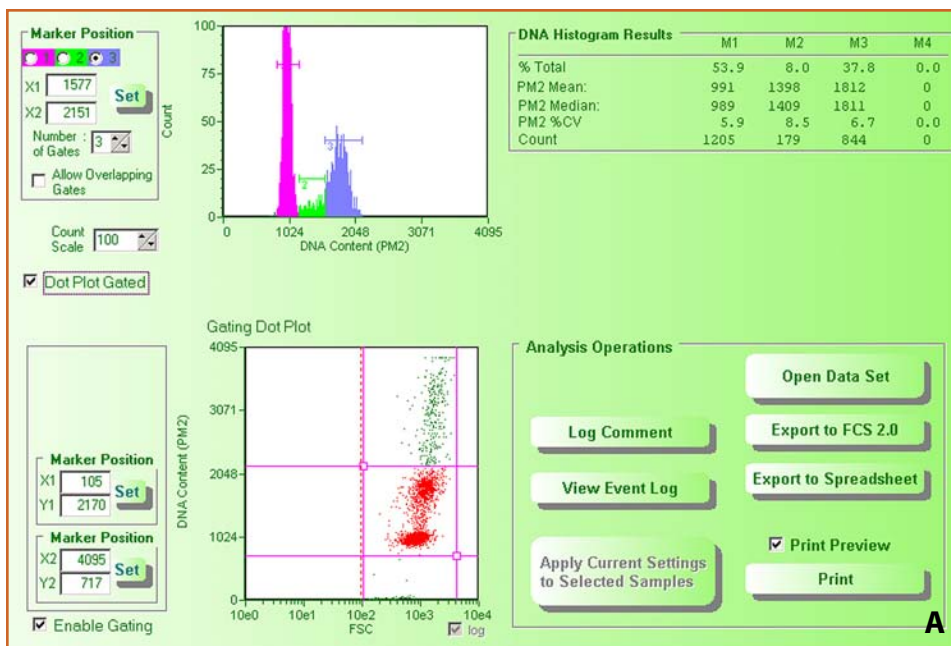 Marker Position
1 2 3
X1 1577
X2 2151
Set
Number : of Gates 3
Allow Overlapping Gates
Count Scale 100
Dot Plot Gated
100
75
50
25
0
Count
2
3
0 1024 2048 3071 4095
DNA Content (PM2)
DNA Histogram Results M1 M2 M3 M4
% Total 53.9 8.0 37.8 0.0
PM2 Mean: 991 1398 1812 0
PM2 Median: 989 1409 1811 0
PM2 %CV 5.9 8.5 6.7 0.0
Count 1205 179 844 0
Marker Position
X1 105
Y1 2170
Set
Marker Position
X2 4095
Y2 717
Set
Enable Gating
Gating Dot Plot
4095
3071
2048
1024
0
DNA Content (PM2)
10e0 10e1 10e2 10e3 10e4
FSC
log
Analysis Operations
Open Data Set
Log Comment
Export to FCS 2.0
View Event Log
Export to Spreadsheet
Apply Current Settings
to Selected Samples
Print Preview
Print
A